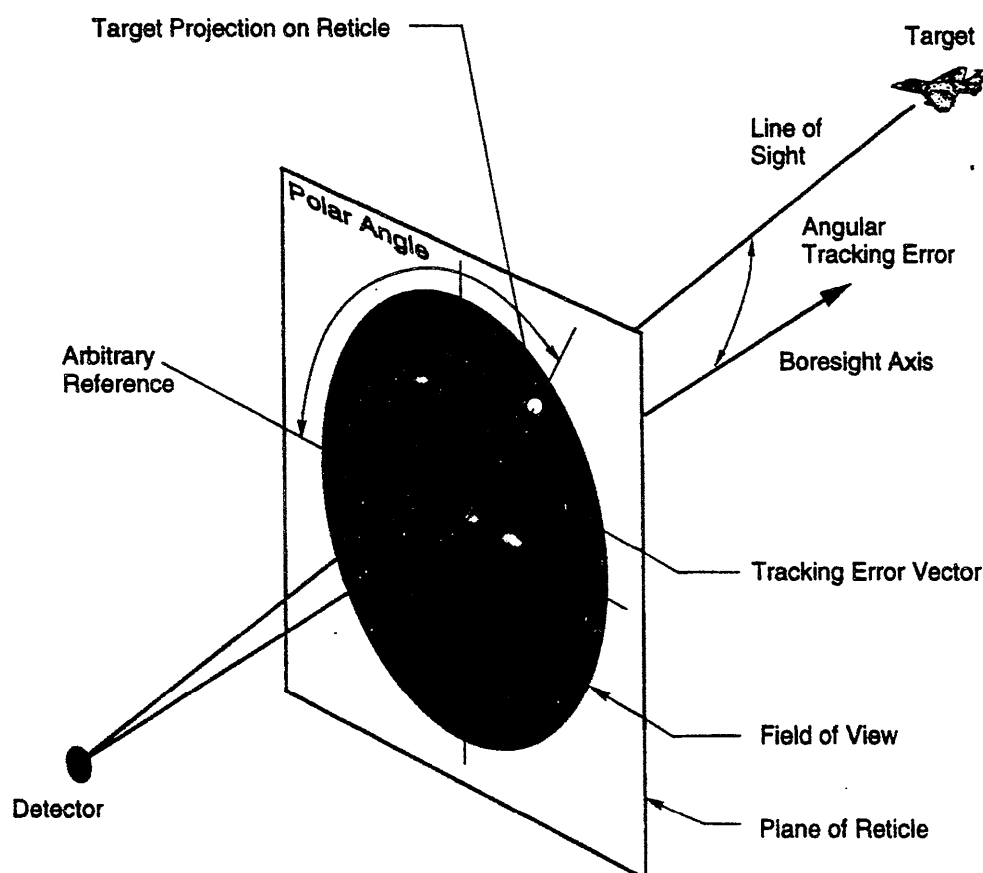 Target Projection on Reticle
Target
Line of
Sight
Polar Angle
Angular
Tracking Error
Arbitrary
Reference
Boresight Axis
Tracking Error Vector
Field of View
Detector
Plane of Reticle